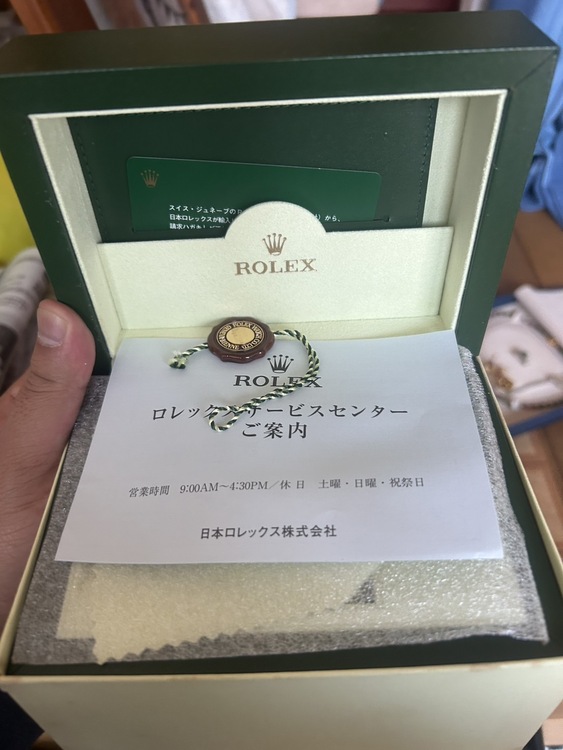 スイス・ジュネーブの
日本ロレックスが輸入 から、
請求ハガキ
ROLEX
ROLEX
ロレックスサービスセンター
ご案内
営業時間 9:00AM〜4:30PM／休日 土曜・日曜・祝祭日
日本ロレックス株式会社